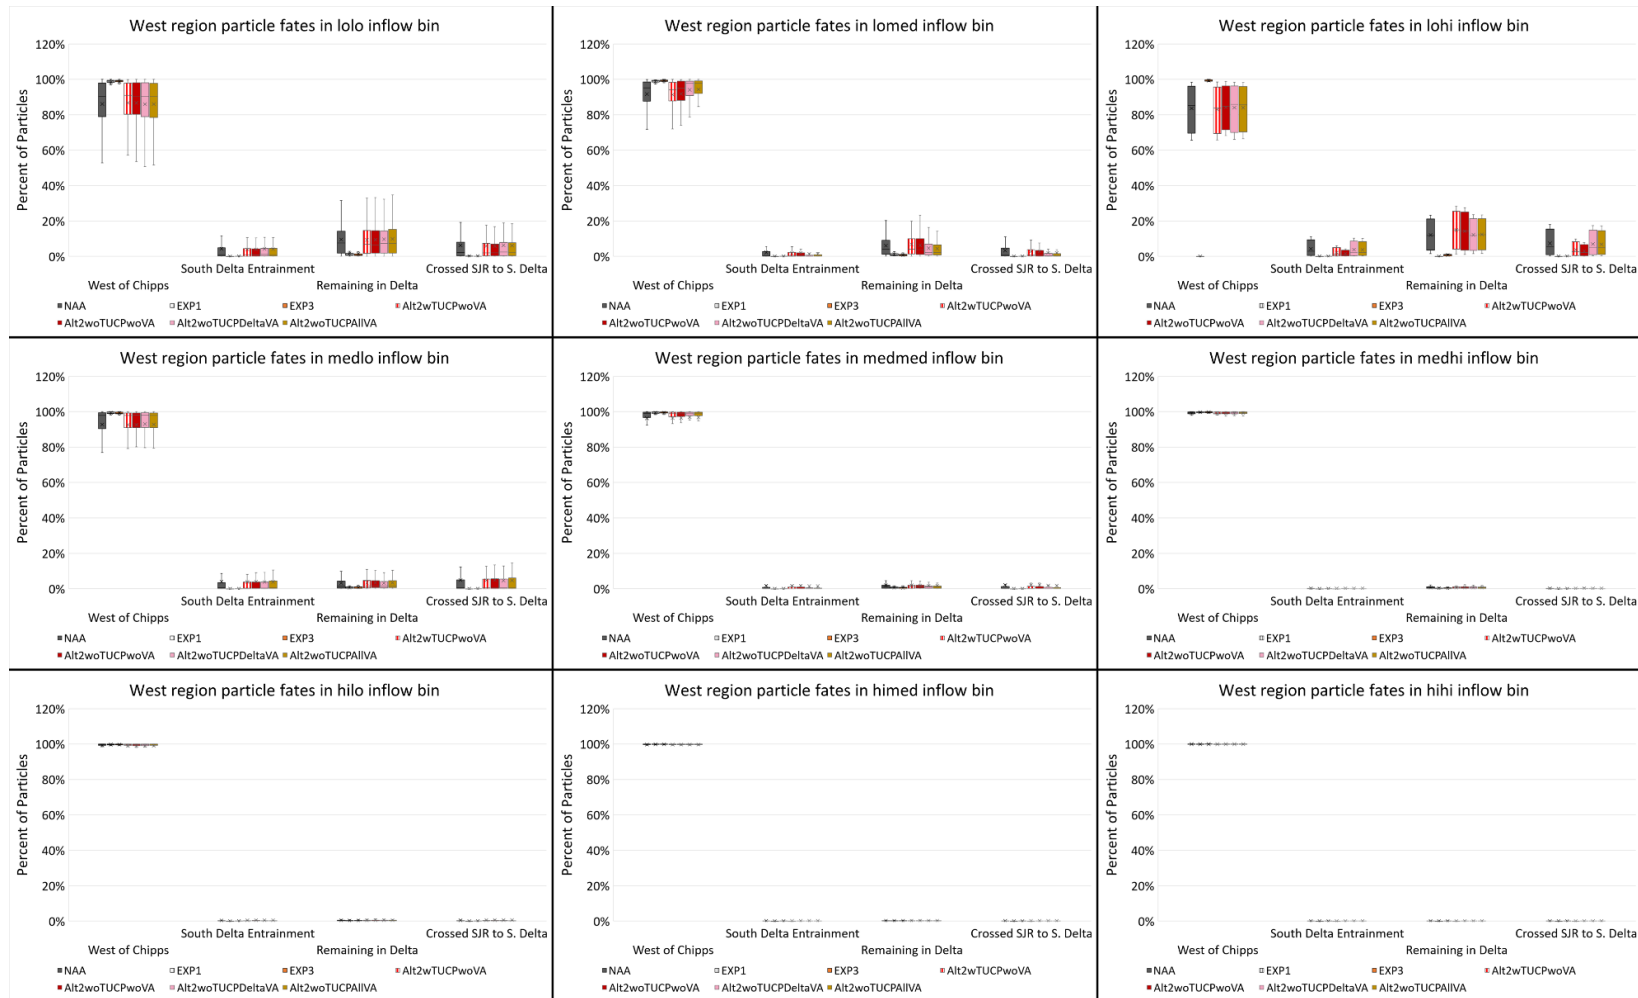 West region particle fates in lolo inflow bin
Percent of Particles
120%
100%
80%
60%
40%
20%
0%
South Delta Entrainment Crossed SJR to S. Delta
West of Chipps Remaining in Delta
NAA EXP1 EXP3 Alt2wTUCPwoVA
Alt2woTUCPwoVA Alt2woTUCPDeltaVA Alt2woTUCPAllVA
West region particle fates in lomed inflow bin
Percent of Particles
120%
100%
80%
60%
40%
20%
0%
South Delta Entrainment Crossed SJR to S. Delta
West of Chipps Remaining in Delta
NAA EXP1 EXP3 Alt2wTUCPwoVA
Alt2woTUCPwoVA Alt2woTUCPDeltaVA Alt2woTUCPAllVA
West region particle fates in lohi inflow bin
Percent of Particles
120%
100%
80%
60%
40%
20%
0%
South Delta Entrainment Crossed SJR to S. Delta
West of Chipps Remaining in Delta
NAA EXP1 EXP3 Alt2wTUCPwoVA
Alt2woTUCPwoVA Alt2woTUCPDeltaVA Alt2woTUCPAllVA
West region particle fates in medlo inflow bin
Percent of Particles
120%
100%
80%
60%
40%
20%
0%
South Delta Entrainment Crossed SJR to S. Delta
West of Chipps Remaining in Delta
NAA EXP1 EXP3 Alt2wTUCPwoVA
Alt2woTUCPwoVA Alt2woTUCPDeltaVA Alt2woTUCPAllVA
West region particle fates in medmed inflow bin
Percent of Particles
120%
100%
80%
60%
40%
20%
0%
South Delta Entrainment Crossed SJR to S. Delta
West of Chipps Remaining in Delta
NAA EXP1 EXP3 Alt2wTUCPwoVA
Alt2woTUCPwoVA Alt2woTUCPDeltaVA Alt2woTUCPAllVA
West region particle fates in medhi inflow bin
Percent of Particles
120%
100%
80%
60%
40%
20%
0%
South Delta Entrainment Crossed SJR to S. Delta
West of Chipps Remaining in Delta
NAA EXP1 EXP3 Alt2wTUCPwoVA
Alt2woTUCPwoVA Alt2woTUCPDeltaVA Alt2woTUCPAllVA
West region particle fates in hilo inflow bin
Percent of Particles
120%
100%
80%
60%
40%
20%
0%
South Delta Entrainment Crossed SJR to S. Delta
West of Chipps Remaining in Delta
NAA EXP1 EXP3 Alt2wTUCPwoVA
Alt2woTUCPwoVA Alt2woTUCPDeltaVA Alt2woTUCPAllVA
West region particle fates in himed inflow bin
Percent of Particles
120%
100%
80%
60%
40%
20%
0%
South Delta Entrainment Crossed SJR to S. Delta
West of Chipps Remaining in Delta
NAA EXP1 EXP3 Alt2wTUCPwoVA
Alt2woTUCPwoVA Alt2woTUCPDeltaVA Alt2woTUCPAllVA
West region particle fates in hihi inflow bin
Percent of Particles
120%
100%
80%
60%
40%
20%
0%
South Delta Entrainment Crossed SJR to S. Delta
West of Chipps Remaining in Delta
NAA EXP1 EXP3 Alt2wTUCPwoVA
Alt2woTUCPwoVA Alt2woTUCPDeltaVA Alt2woTUCPAllVA